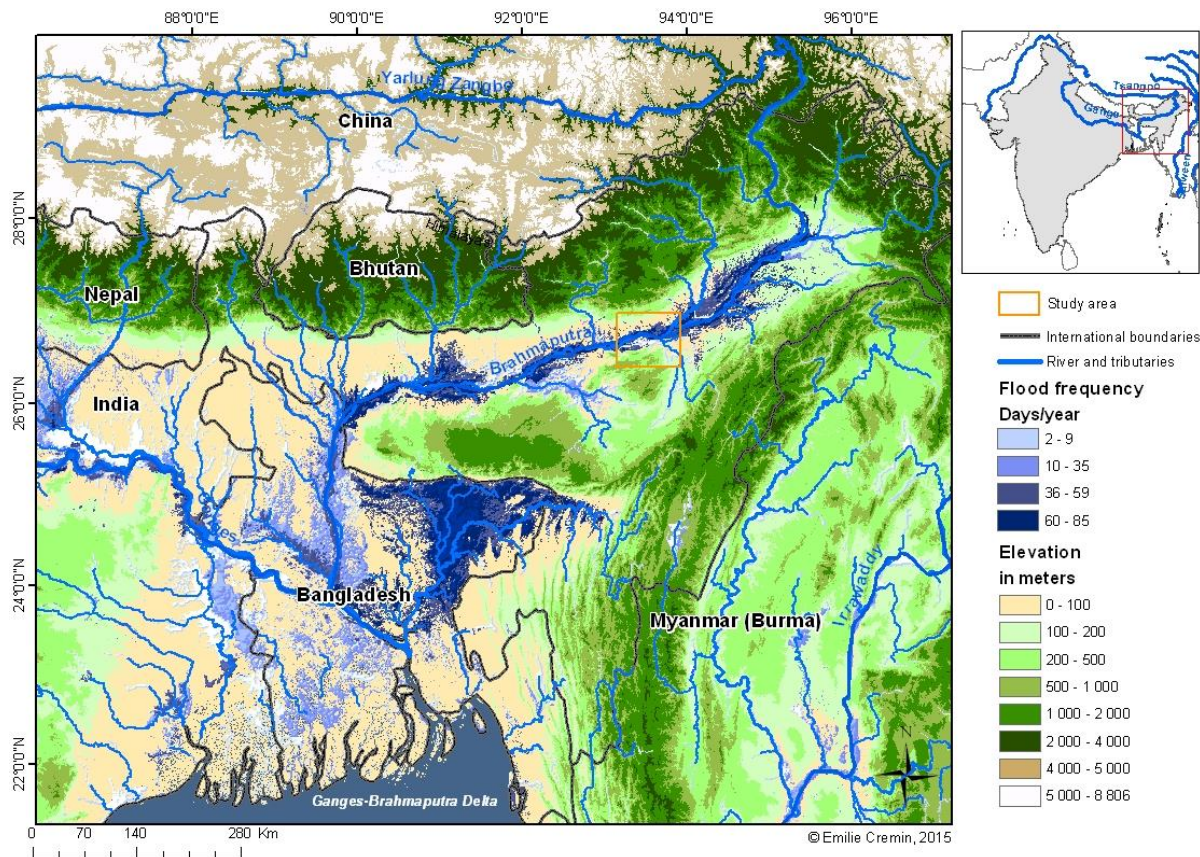 88°0'0"E
90°0'0"E
92°0'0"E
94°0'0"E
96°0'0"E
28°0'0"N
26°0'0"N
24°0'0"N
22°0'0"N
China
Bhutan
Nepal
Brahmaputra
India
Bangladesh
Irrawaddy
Myanmar (Burma)
Ganges-Brahmaputra Delta
0 70 140 280 Km
© Emilie Cremin, 2015
Tsangpo
Gange
Study area
International boundaries
River and tributaries
Flood frequency
Days/year
2 - 9
10 - 35
36 - 59
60 - 85
Elevation
in meters
0 - 100
100 - 200
200 - 500
500 - 1 000
1 000 - 2 000
2 000 - 4 000
4 000 - 5 000
5 000 - 8 806
N